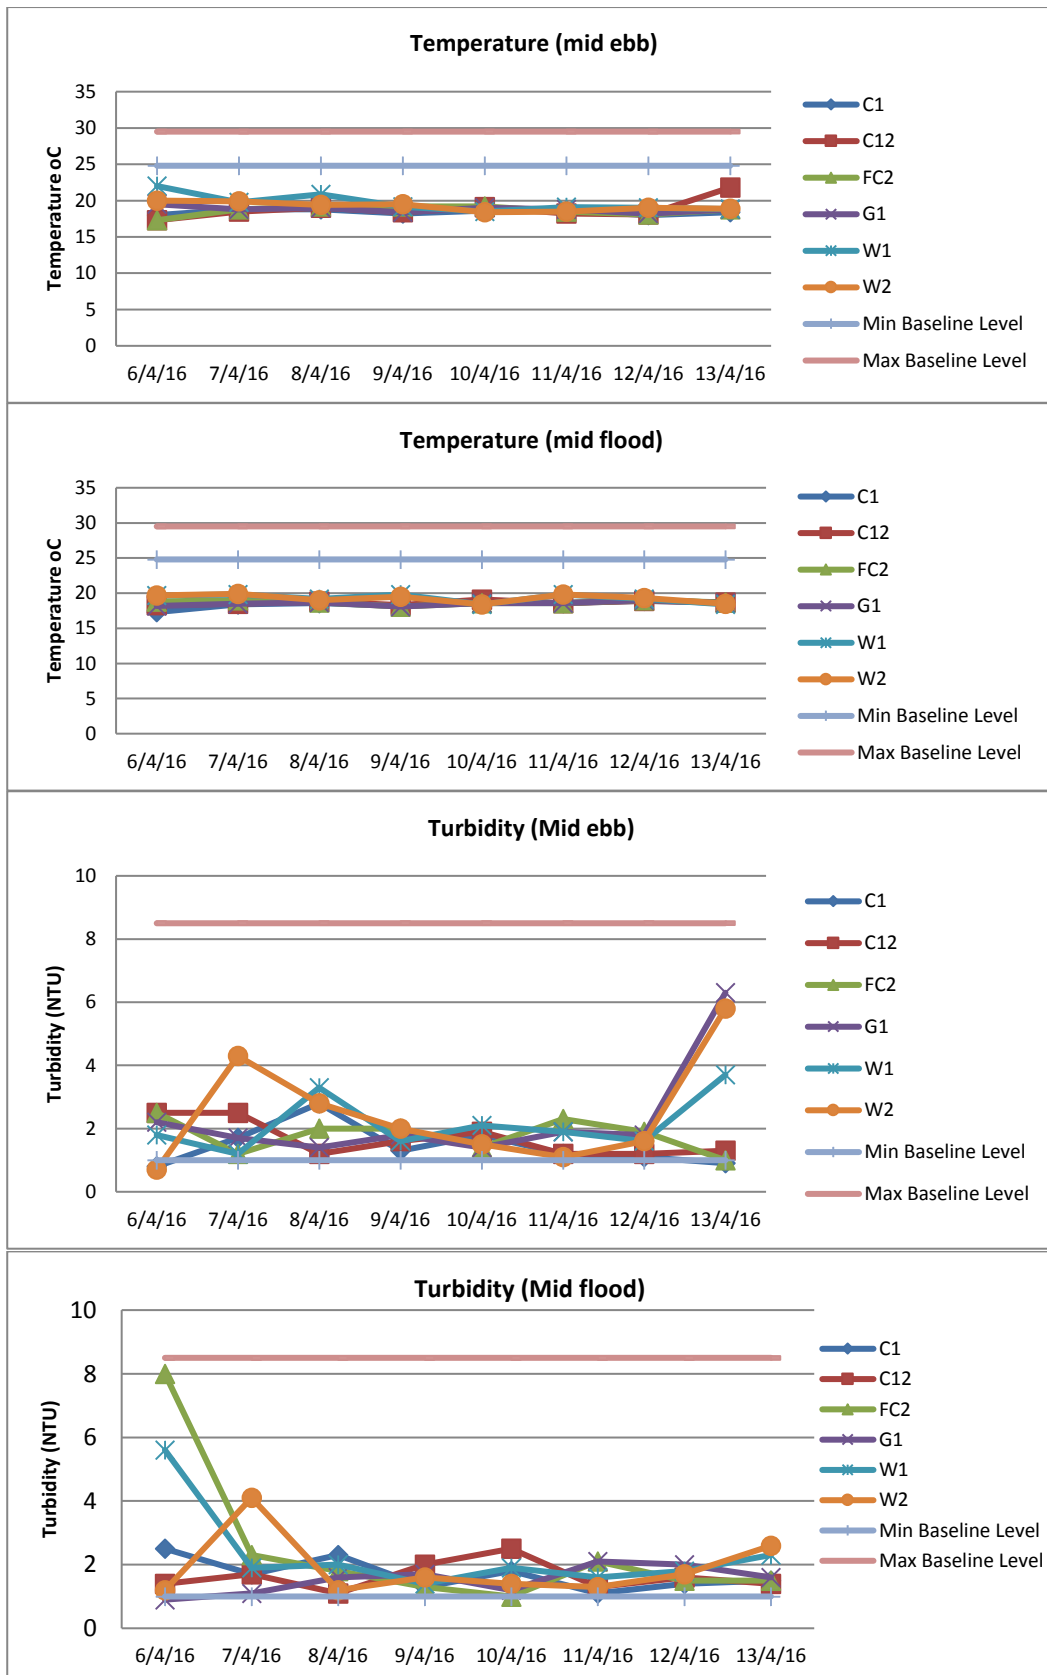 Temperature (mid ebb)
Temperature oC
35
30
25
20
15
10
5
0
6/4/16 7/4/16 8/4/16 9/4/16 10/4/16 11/4/16 12/4/16 13/4/16
C1
C12
FC2
G1
W1
W2
Min Baseline Level
Max Baseline Level
Temperature (mid flood)
Temperature oC
35
30
25
20
15
10
5
0
6/4/16 7/4/16 8/4/16 9/4/16 10/4/16 11/4/16 12/4/16 13/4/16
C1
C12
FC2
G1
W1
W2
Min Baseline Level
Max Baseline Level
Turbidity (Mid ebb)
Turbidity (NTU)
10
8
6
4
2
0
6/4/16 7/4/16 8/4/16 9/4/16 10/4/16 11/4/16 12/4/16 13/4/16
C1
C12
FC2
G1
W1
W2
Min Baseline Level
Max Baseline Level
Turbidity (Mid flood)
Turbidity (NTU)
10
8
6
4
2
0
6/4/16 7/4/16 8/4/16 9/4/16 10/4/16 11/4/16 12/4/16 13/4/16
C1
C12
FC2
G1
W1
W2
Min Baseline Level
Max Baseline Level